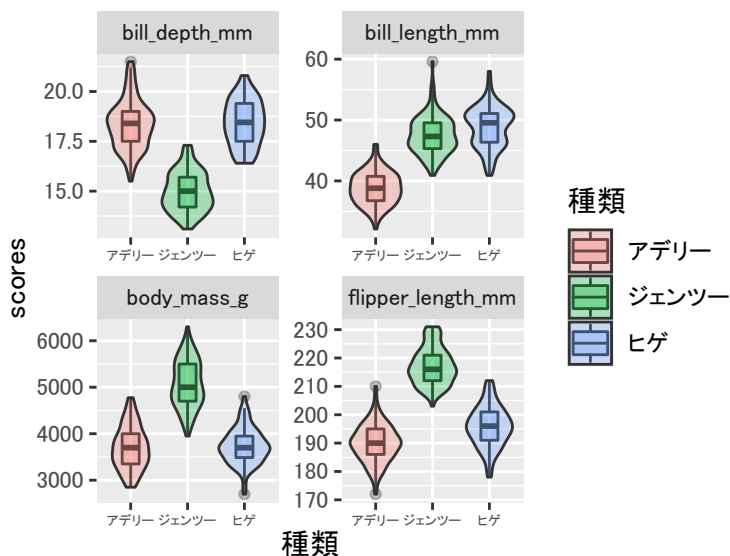 bill_depth_mm
bill_length_mm
20.0
17.5
15.0
60
50
40
アデリー ジェンツー ヒゲ
アデリー ジェンツー ヒゲ
scores
body_mass_g
flipper_length_mm
6000
5000
4000
3000
230
220
210
200
190
180
170
アデリー ジェンツー ヒゲ
アデリー ジェンツー ヒゲ
種類
種類
アデリー
ジェンツー
ヒゲ